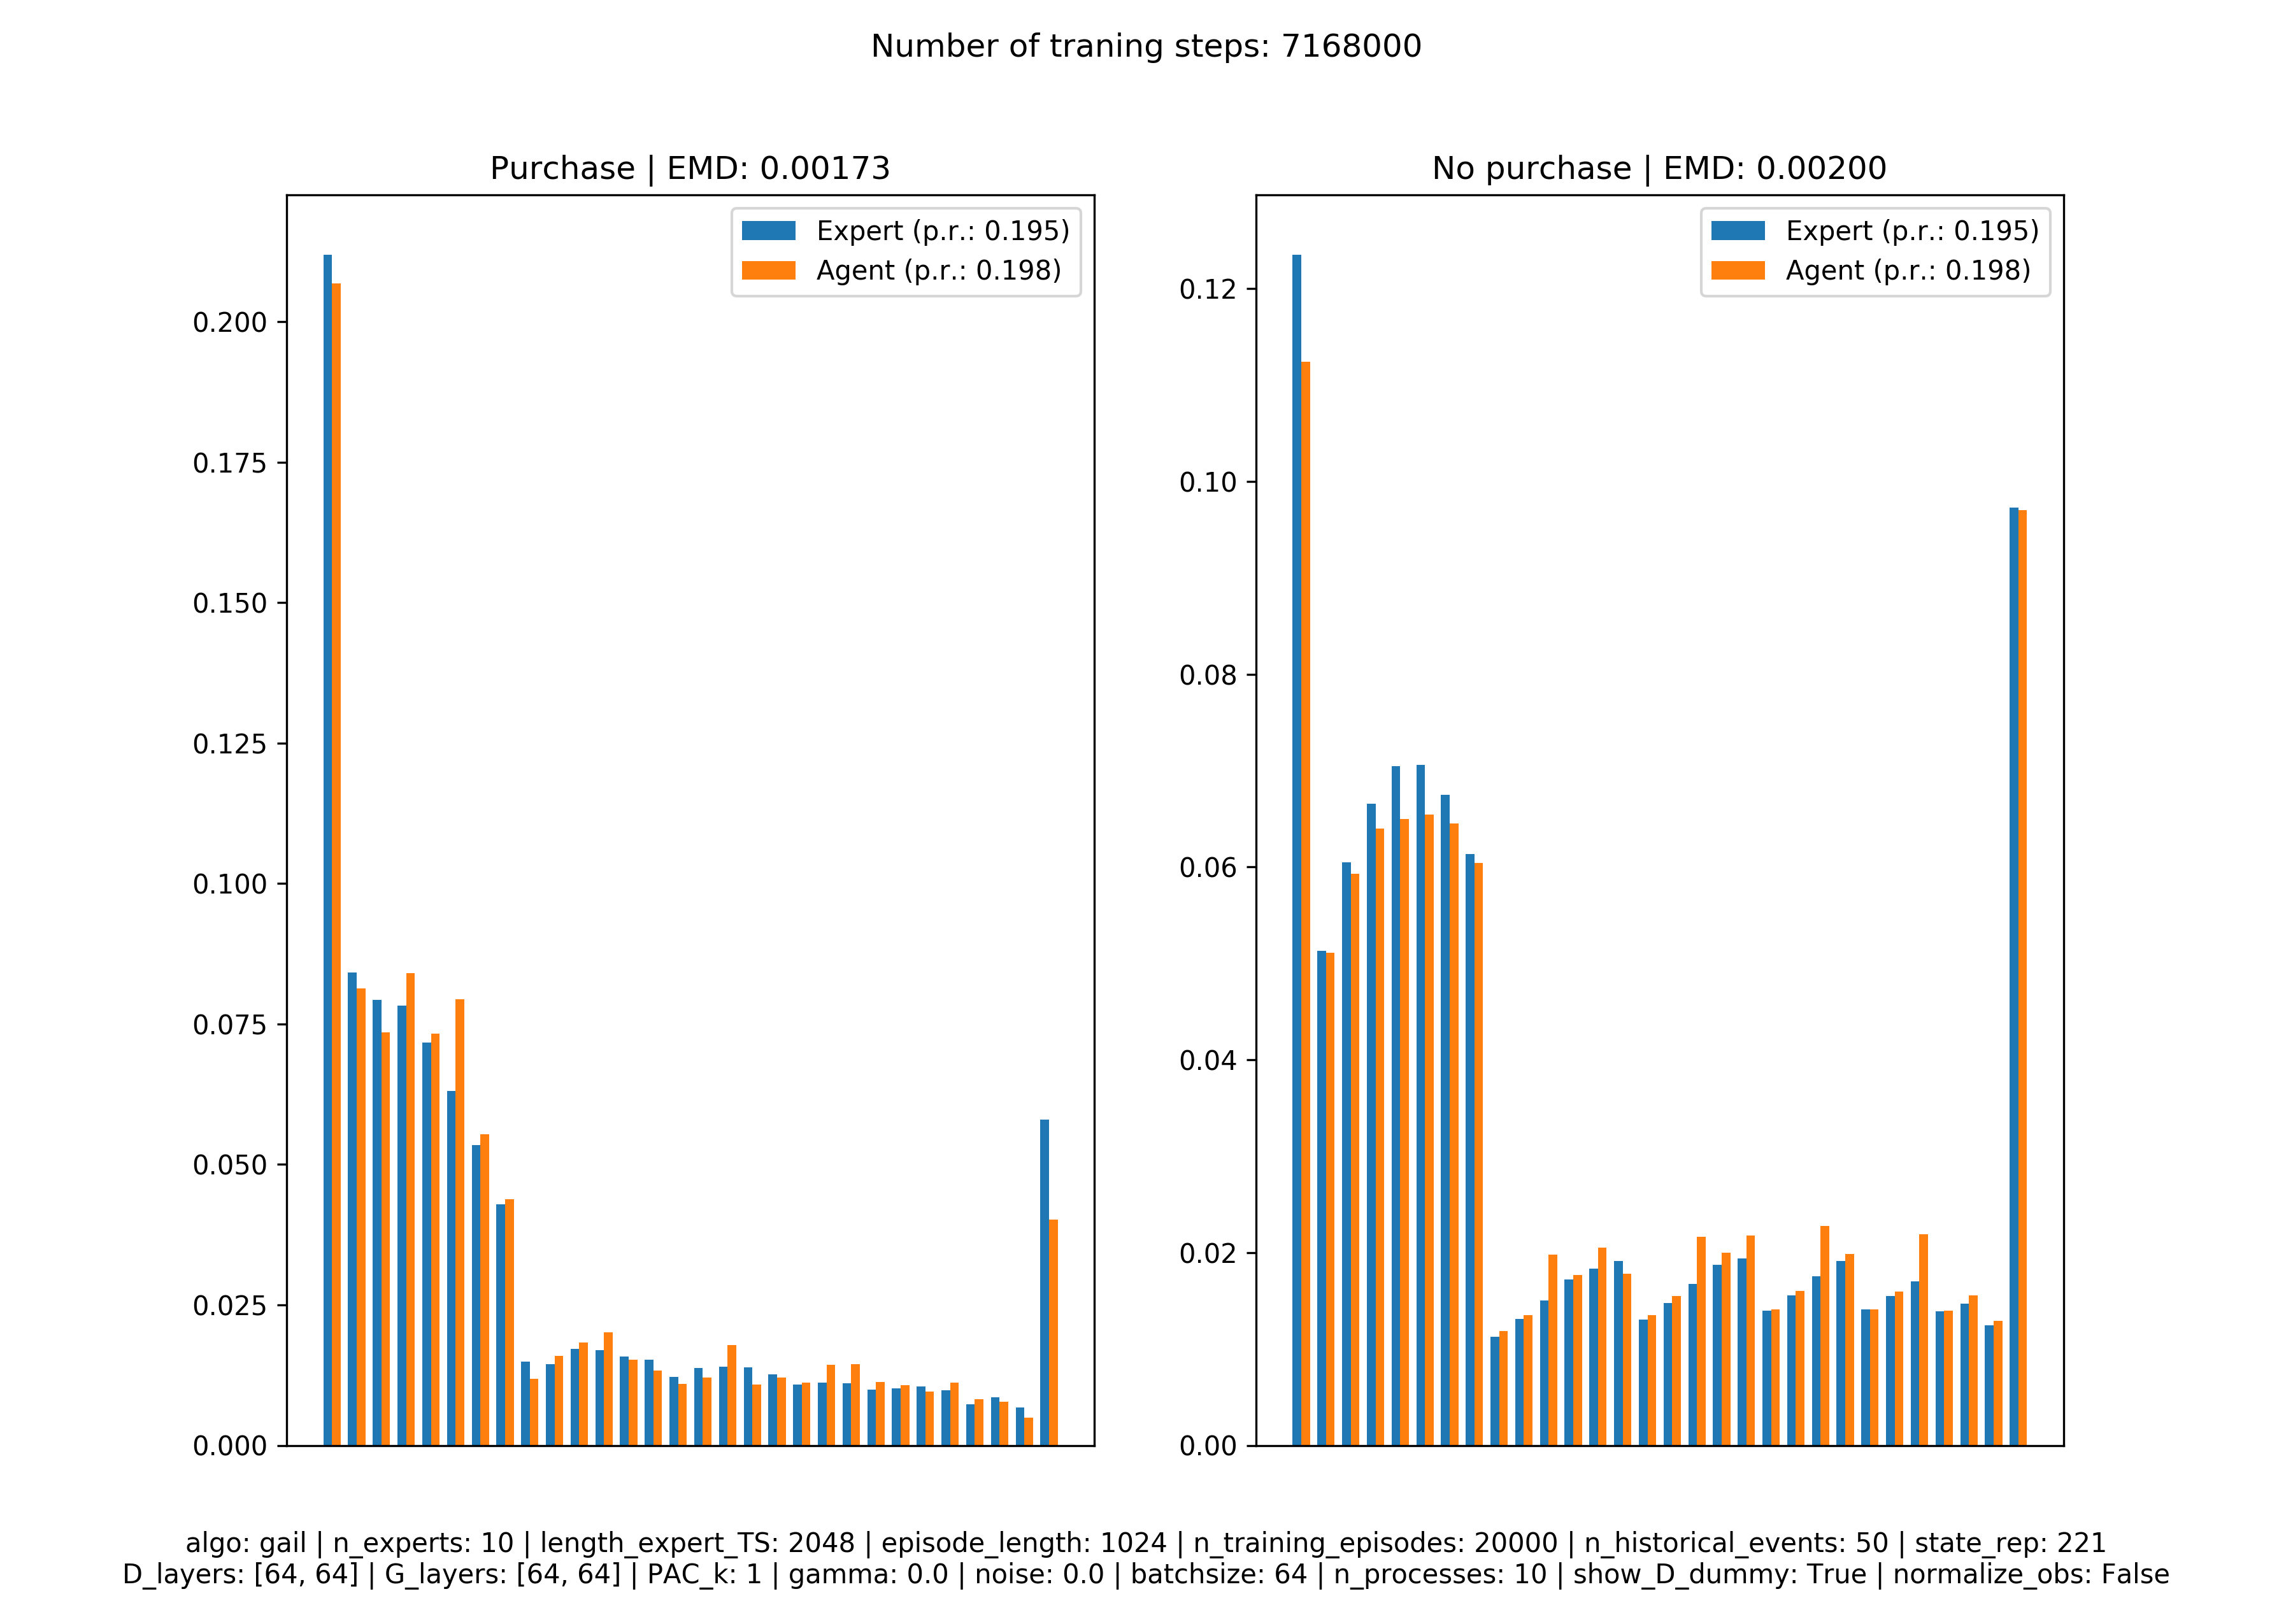 Number of traning steps: 7168000
Purchase | EMD: 0.00173
Expert (p.r.: 0.195)
Agent (p.r.: 0.198)
0.200
0.175
0.150
0.125
0.100
0.075
0.050
0.025
0.000
No purchase | EMD: 0.00200
Expert (p.r.: 0.195)
Agent (p.r.: 0.198)
0.12
0.10
0.08
0.06
0.04
0.02
0.00
algo: gail | n_experts: 10 | length_expert_TS: 2048 | episode_length: 1024 | n_training_episodes: 20000 | n_historical_events: 50 | state_rep: 221
D_layers: [64, 64] | G_layers: [64, 64] | PAC_k: 1 | gamma: 0.0 | noise: 0.0 | batchsize: 64 | n_processes: 10 | show_D_dummy: True | normalize_obs: False